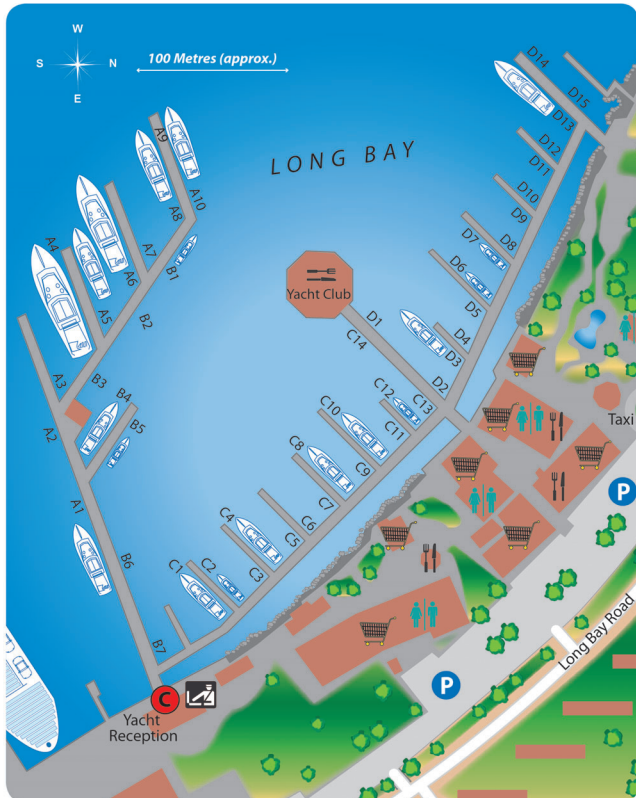 W
S
N
E
100 Metres (approx.)
LONG BAY
D14
D15
D13
D12
D11
D10
D9
D8
D7
D6
D5
D4
D3
D2
D1
Yacht Club
C14
C13
C12
C11
C10
C9
C8
C7
C6
C5
C4
C3
C2
C1
A9
A10
A8
A7
A6
A5
A4
A3
A2
A1
B1
B2
B3
B4
B5
B6
B7
Taxi
P
P
Long Bay Road
C
Yacht
Reception